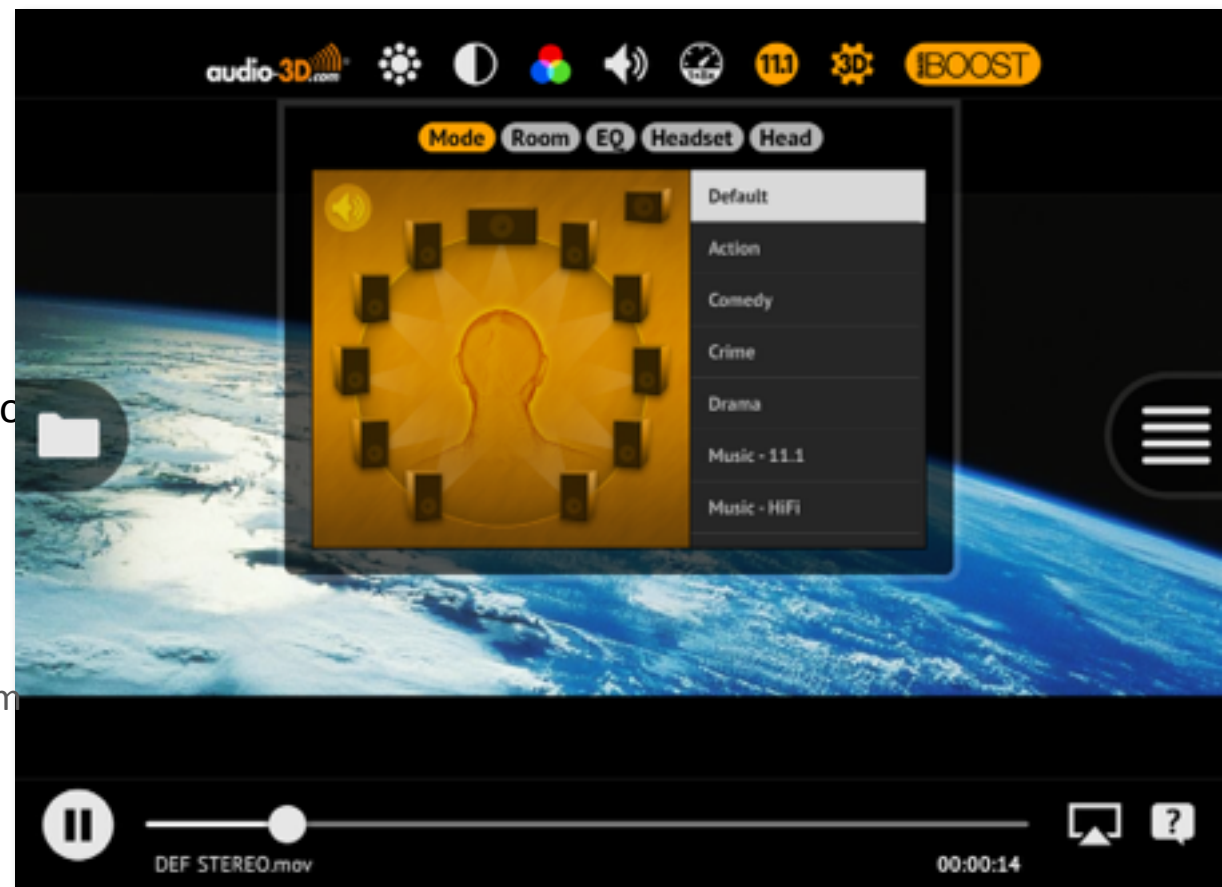 audio-3D.com
11.1
3D
BOOST
Mode
Room
EQ
Headset
Head
Default
Action
Comedy
Crime
Drama
Music - 11.1
Music - HiFi
?
DEF STEREO.mov
00:00:14